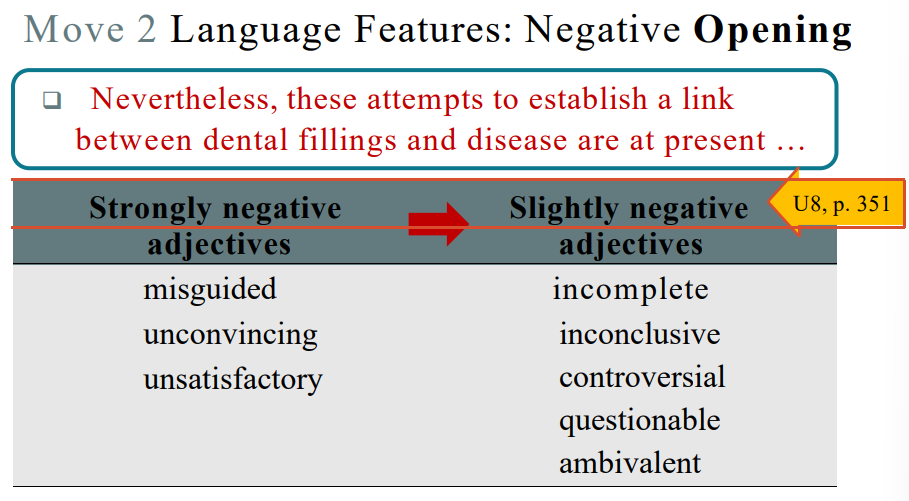 Move 2 Language Features: Negative Opening
❑ Nevertheless, these attempts to establish a link
between dental fillings and disease are at present …
Strongly negative
adjectives
Slightly negative
adjectives
U8, p. 351
misguided
unconvincing
unsatisfactory
incomplete
inconclusive
controversial
questionable
ambivalent